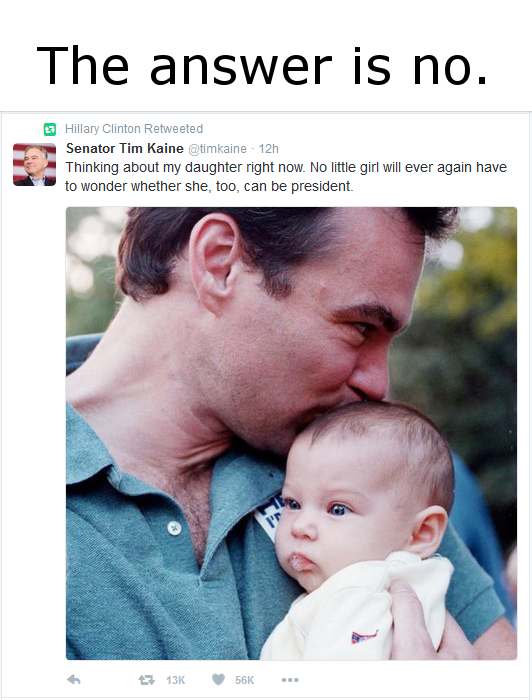 The answer is no.
Hillary Clinton Retweeted
Senator Tim Kaine @timkaine · 12h
Thinking about my daughter right now. No little girl will ever again have
to wonder whether she, too, can be president.
13K 56K